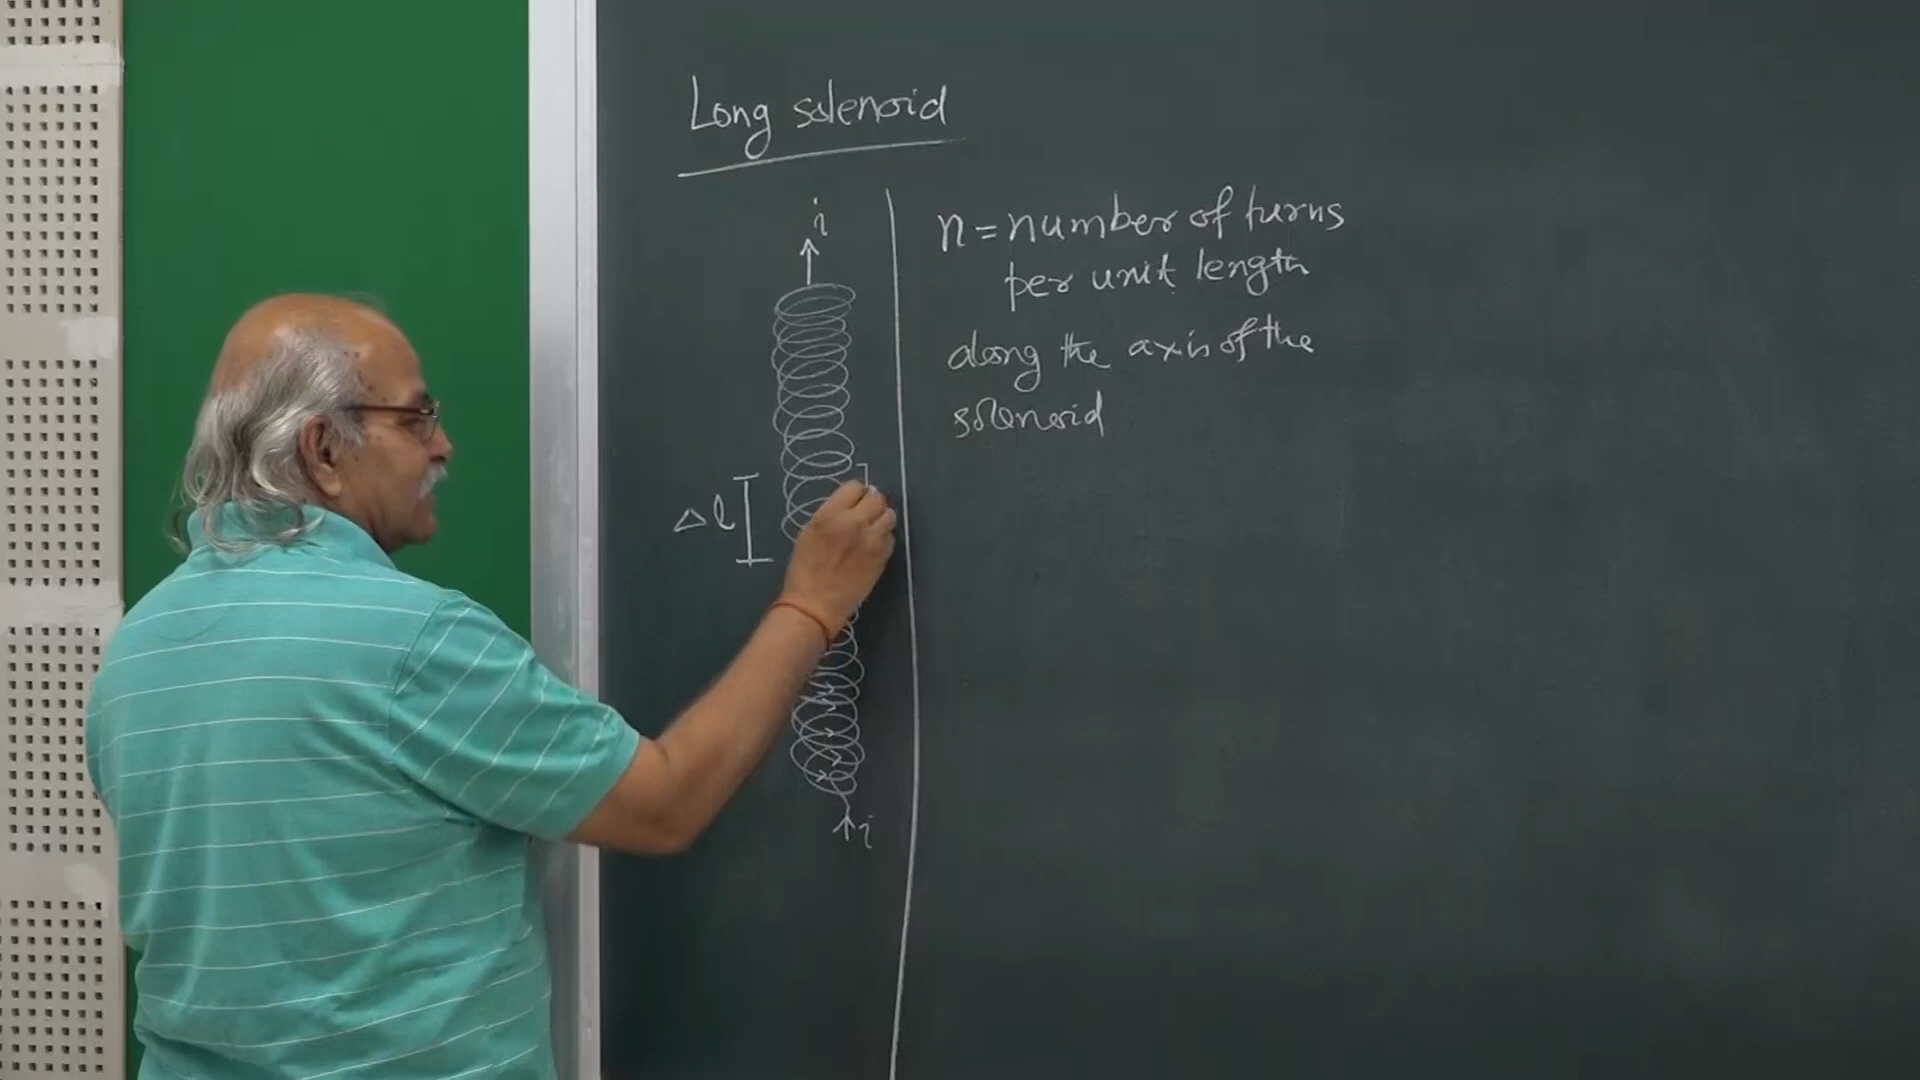 Long solenoid
i
n = number of turns
per unit length
along the axis of the
solenoid
Δl
i